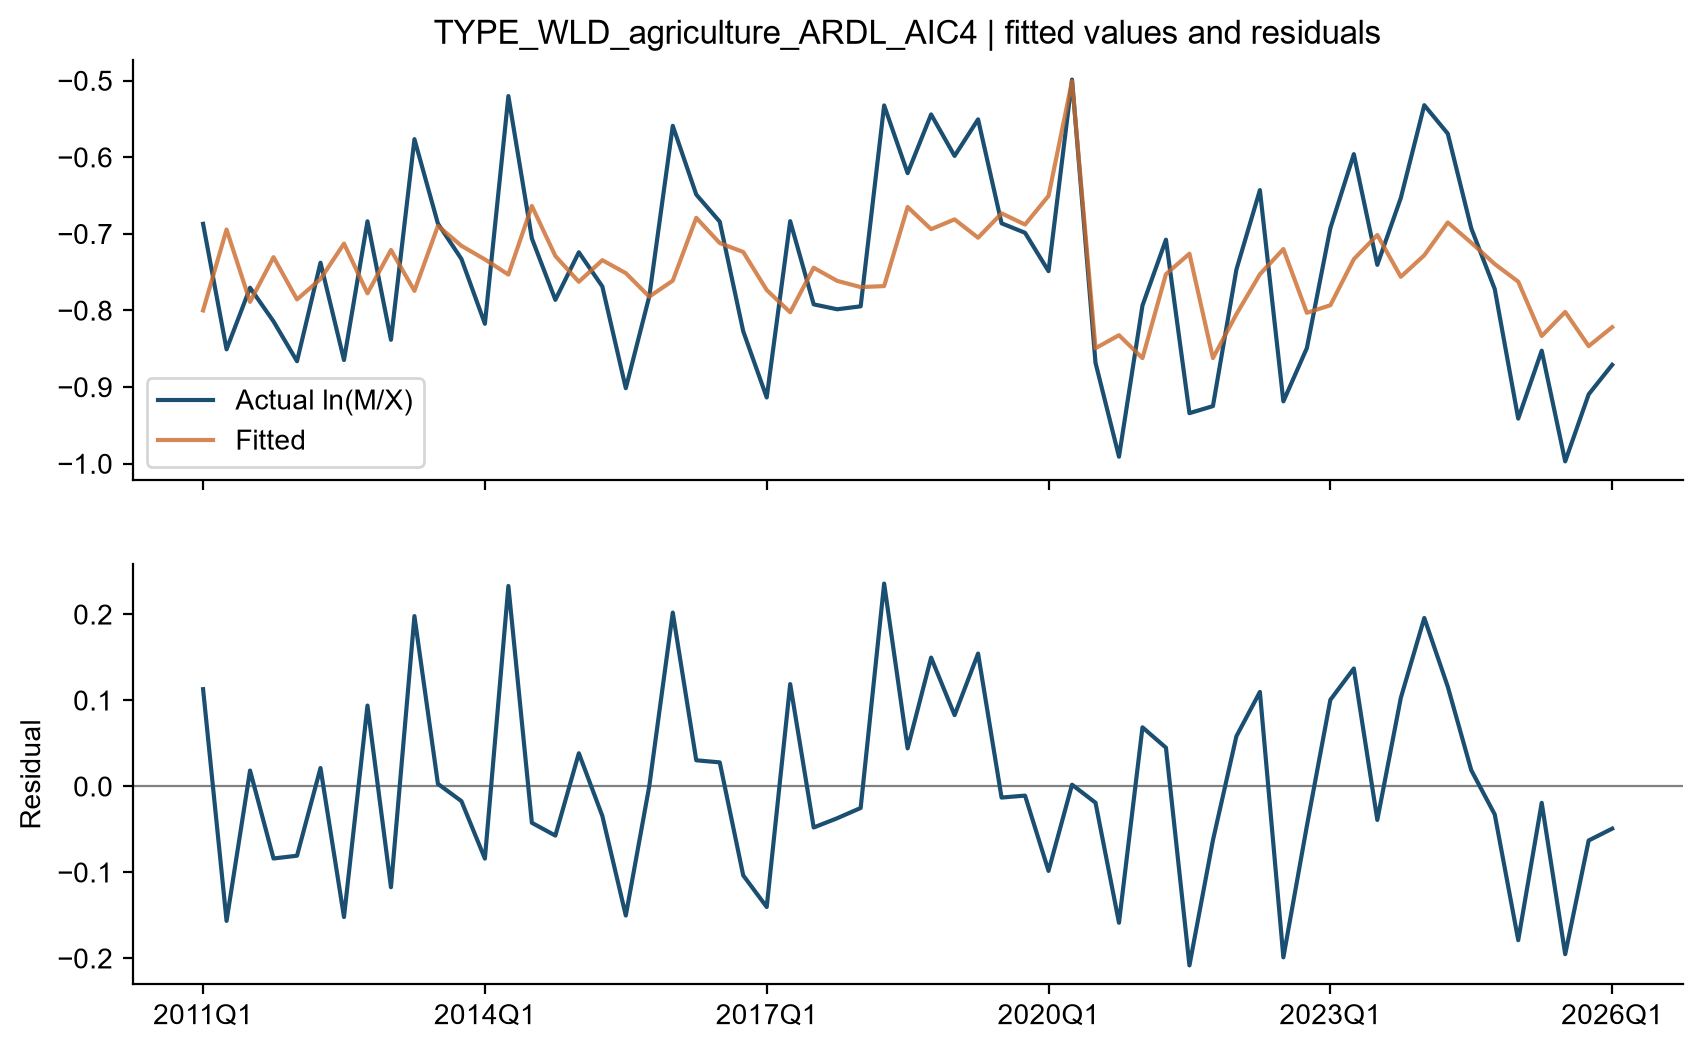 TYPE_WLD_agriculture_ARDL_AIC4 | fitted values and residuals
−0.5
−0.6
−0.7
−0.8
−0.9
−1.0
Actual ln(M/X)
Fitted
Residual
0.2
0.1
0.0
−0.1
−0.2
2011Q1 2014Q1 2017Q1 2020Q1 2023Q1 2026Q1